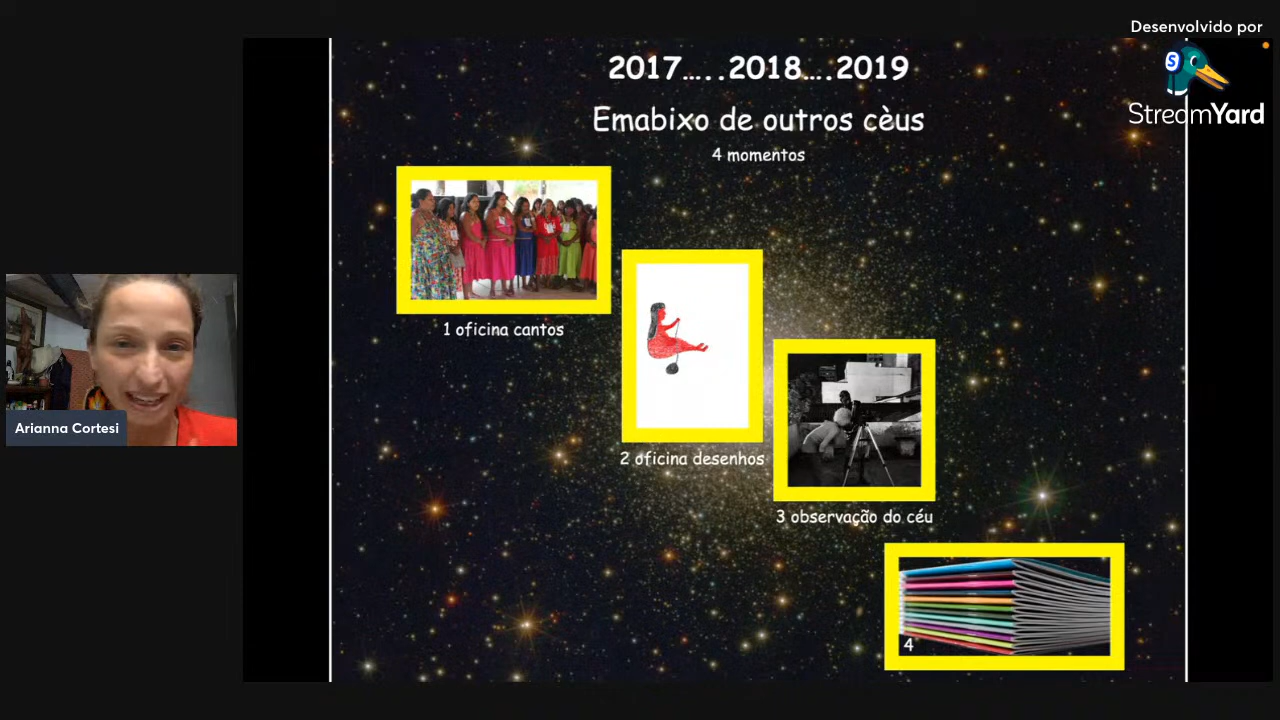 Desenvolvido por
StreamYard
2017…..2018….2019
Emabixo de outros cèus
4 momentos
1 oficina cantos
Arianna Cortesi
2 oficina desenhos
3 observação do céu
4